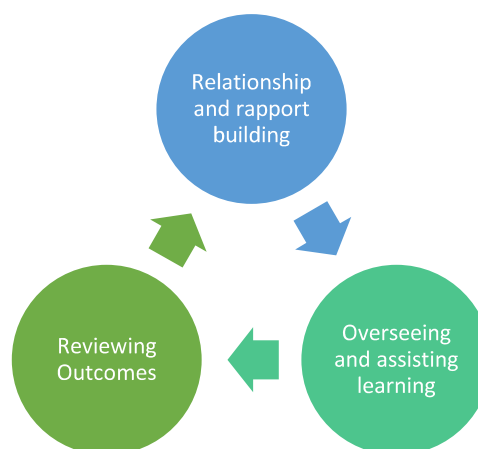 Relationship
and rapport
building
Overseeing
and assisting
learning
Reviewing
Outcomes